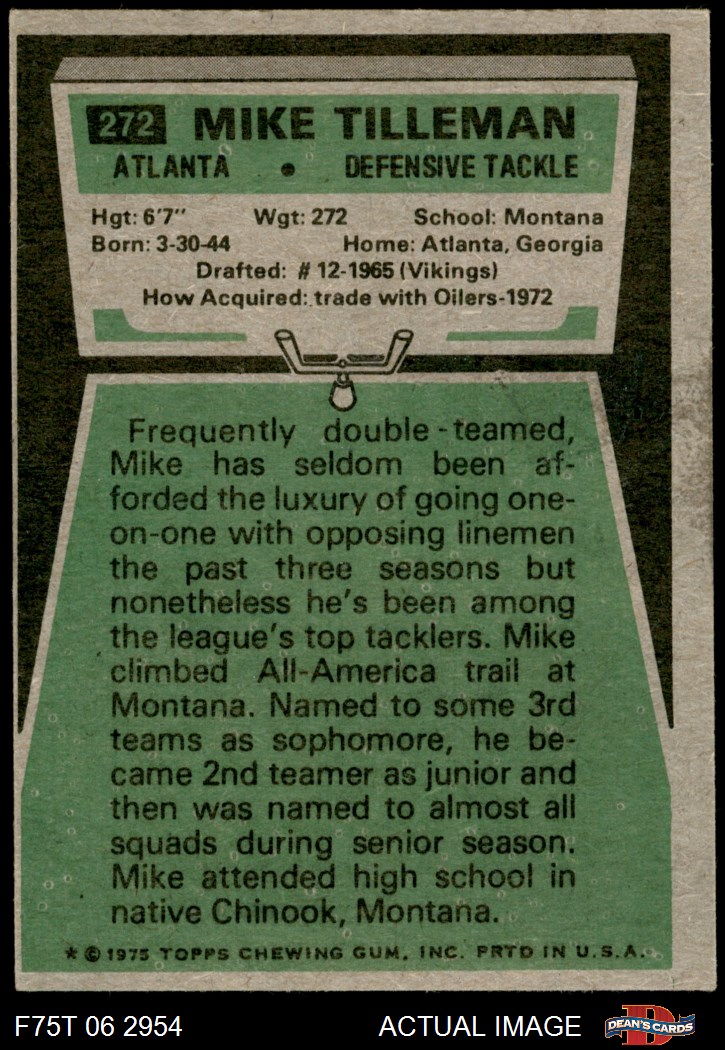 272 MIKE TILLEMAN
ATLANTA • DEFENSIVE TACKLE
Hgt: 6'7" Wgt: 272 School: Montana
Born: 3-30-44 Home: Atlanta, Georgia
Drafted: # 12-1965 (Vikings)
How Acquired: trade with Oilers-1972
Frequently double-teamed,
Mike has seldom been af-
forded the luxury of going one-
on-one with opposing linemen
the past three seasons but
nonetheless he's been among
the league's top tacklers. Mike
climbed All-America trail at
Montana. Named to some 3rd
teams as sophomore, he be-
came 2nd teamer as junior and
then was named to almost all
squads during senior season.
Mike attended high school in
native Chinook, Montana.
* © 1975 TOPPS CHEWING GUM, INC. PRTD IN U.S.A.
F75T 06 2954 ACTUAL IMAGE D DEAN'S CARDS